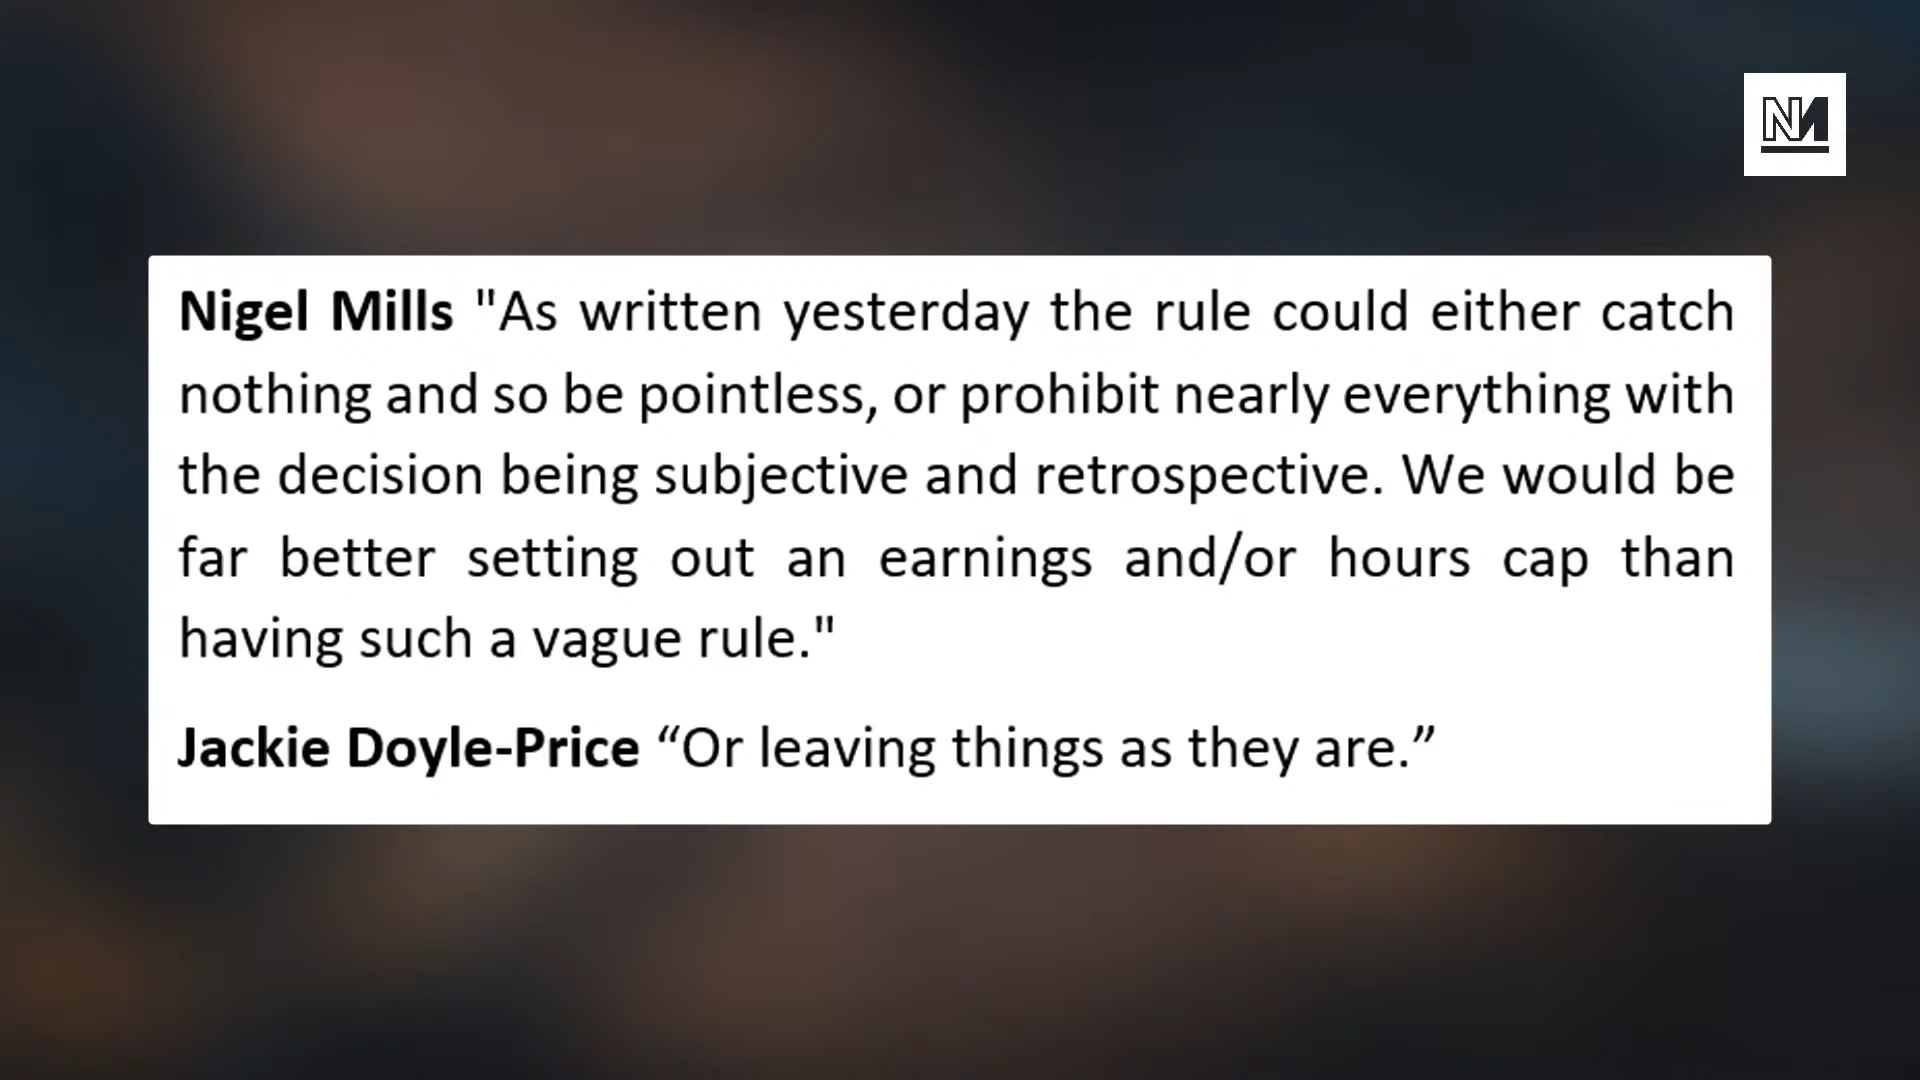 NM
Nigel Mills "As written yesterday the rule could either catch
nothing and so be pointless, or prohibit nearly everything with
the decision being subjective and retrospective. We would be
far better setting out an earnings and/or hours cap than
having such a vague rule."
Jackie Doyle-Price “Or leaving things as they are.”